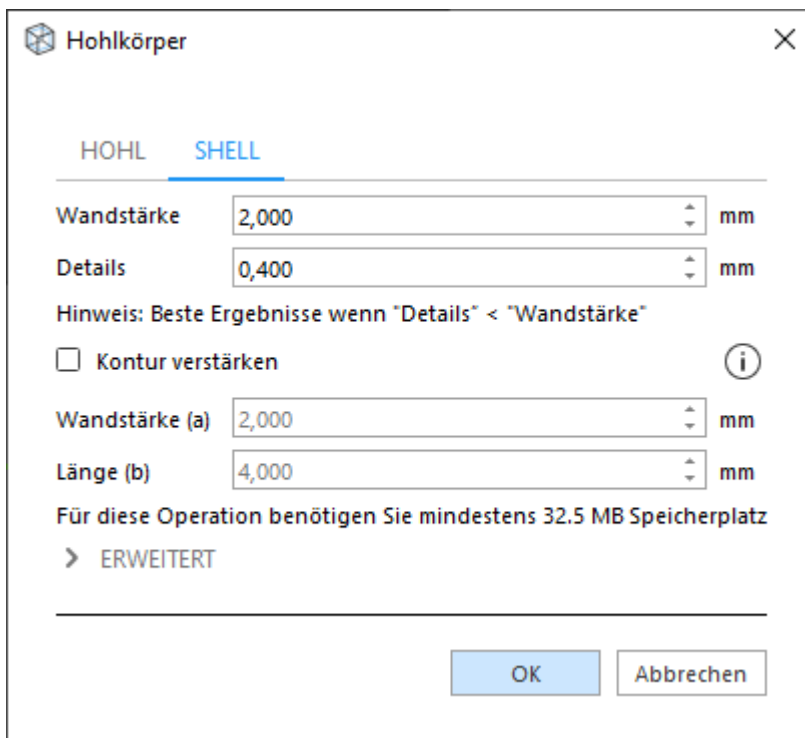 Hohlkörper
HOHL SHELL
Wandstärke 2,000 mm
Details 0,400 mm
Hinweis: Beste Ergebnisse wenn "Details" < "Wandstärke"
Kontur verstärken
Wandstärke (a) 2,000 mm
Länge (b) 4,000 mm
Für diese Operation benötigen Sie mindestens 32.5 MB Speicherplatz
ERWEITERT
OK Abbrechen